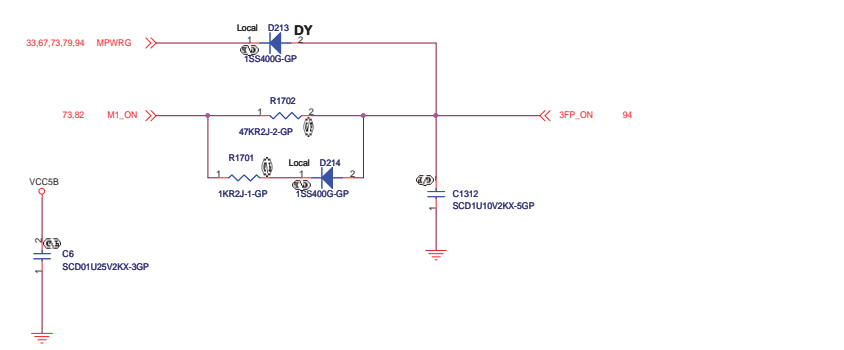 Local D213 DY
33,67,73,79,94 MPWRG 1 2
1SS400G-GP
R1702
73,82 M1_ON 1 2 3FP_ON 94
47KR2J-2-GP
R1701 Local D214
1 2 1 2
1KR2J-1-GP 1SS400G-GP
VCC5B
2
C1312
1 SCD1U10V2KX-5GP
2
C6
1 SCD01U25V2KX-3GP